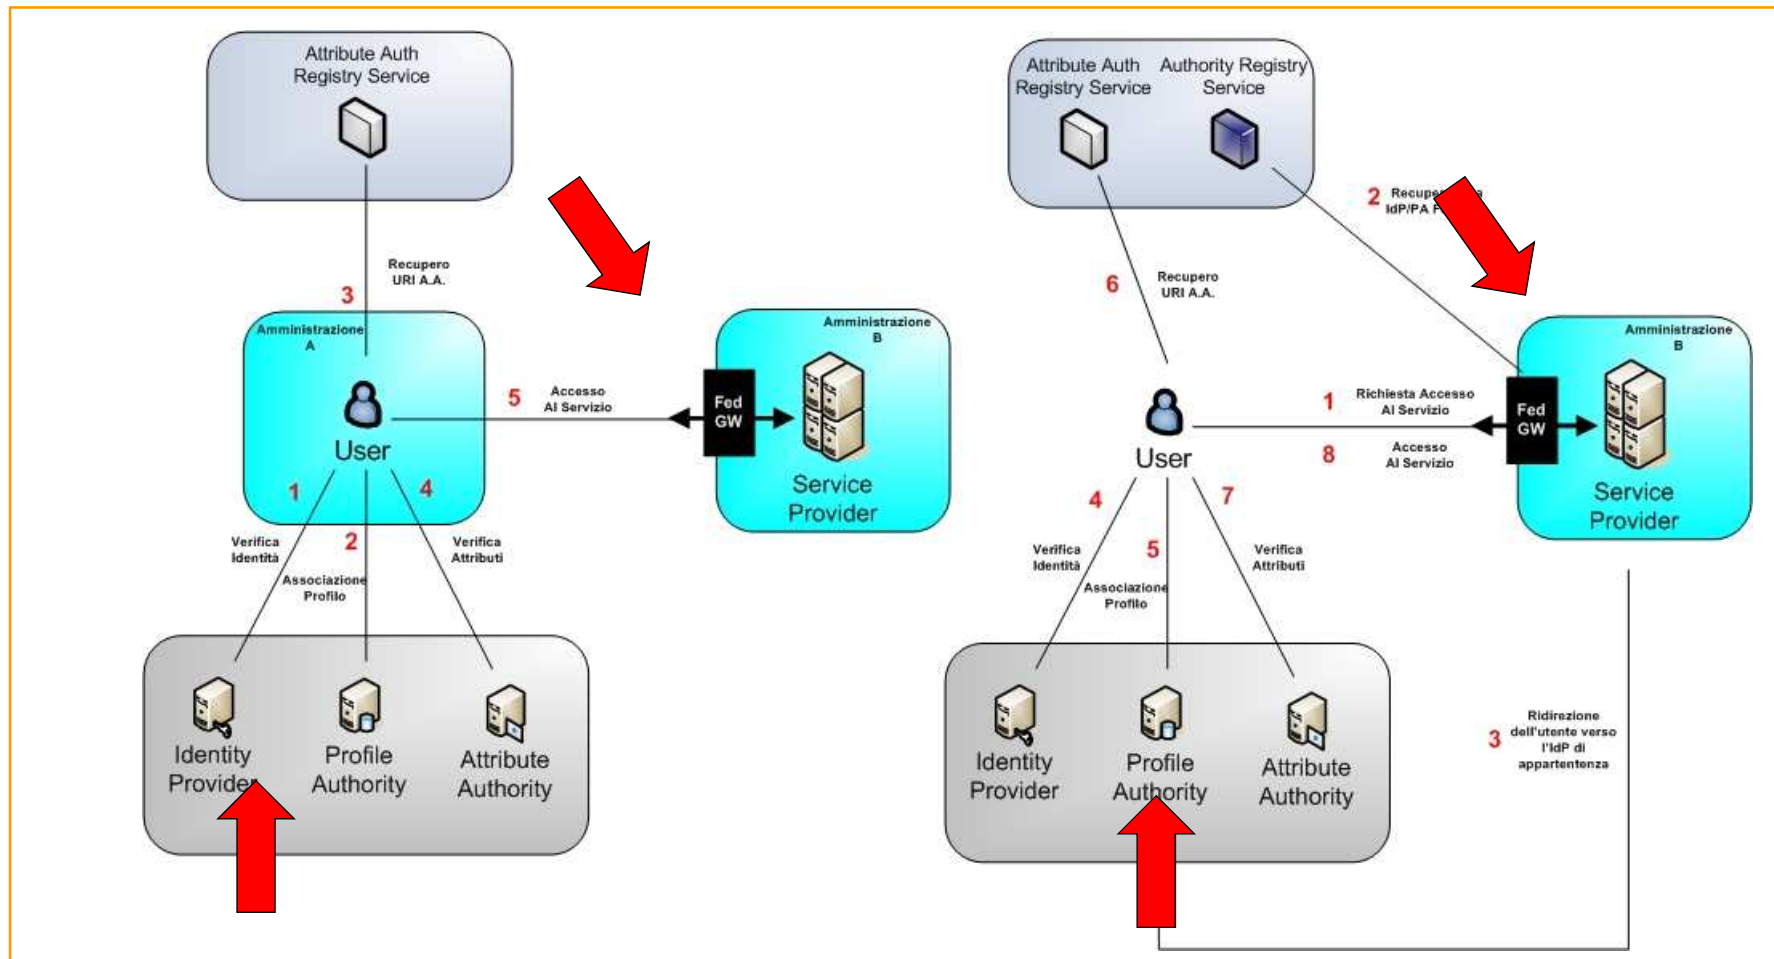 Attribute Auth
Registry Service
Recupero
URI A.A.
3
Amministrazione
A
User
1
2
4
Verifica
Identità
Associazione
Profilo
Verifica
Attributi
5
Accesso
Al Servizio
Fed
GW
Amministrazione
B
Service
Provider
Identity
Provider
Profile
Authority
Attribute
Authority
Attribute Auth
Registry Service
Authority Registry
Service
2
IdP/PA
6
Recupero
URI A.A.
User
1
Richiesta Accesso
Al Servizio
8
Accesso
Al Servizio
Fed
GW
Amministrazione
B
Service
Provider
4
5
7
Verifica
Identità
Associazione
Profilo
Verifica
Attributi
Identity
Provider
Profile
Authority
Attribute
Authority
3
Ridirezione
dell'utente verso
l'IdP di
appartentenza